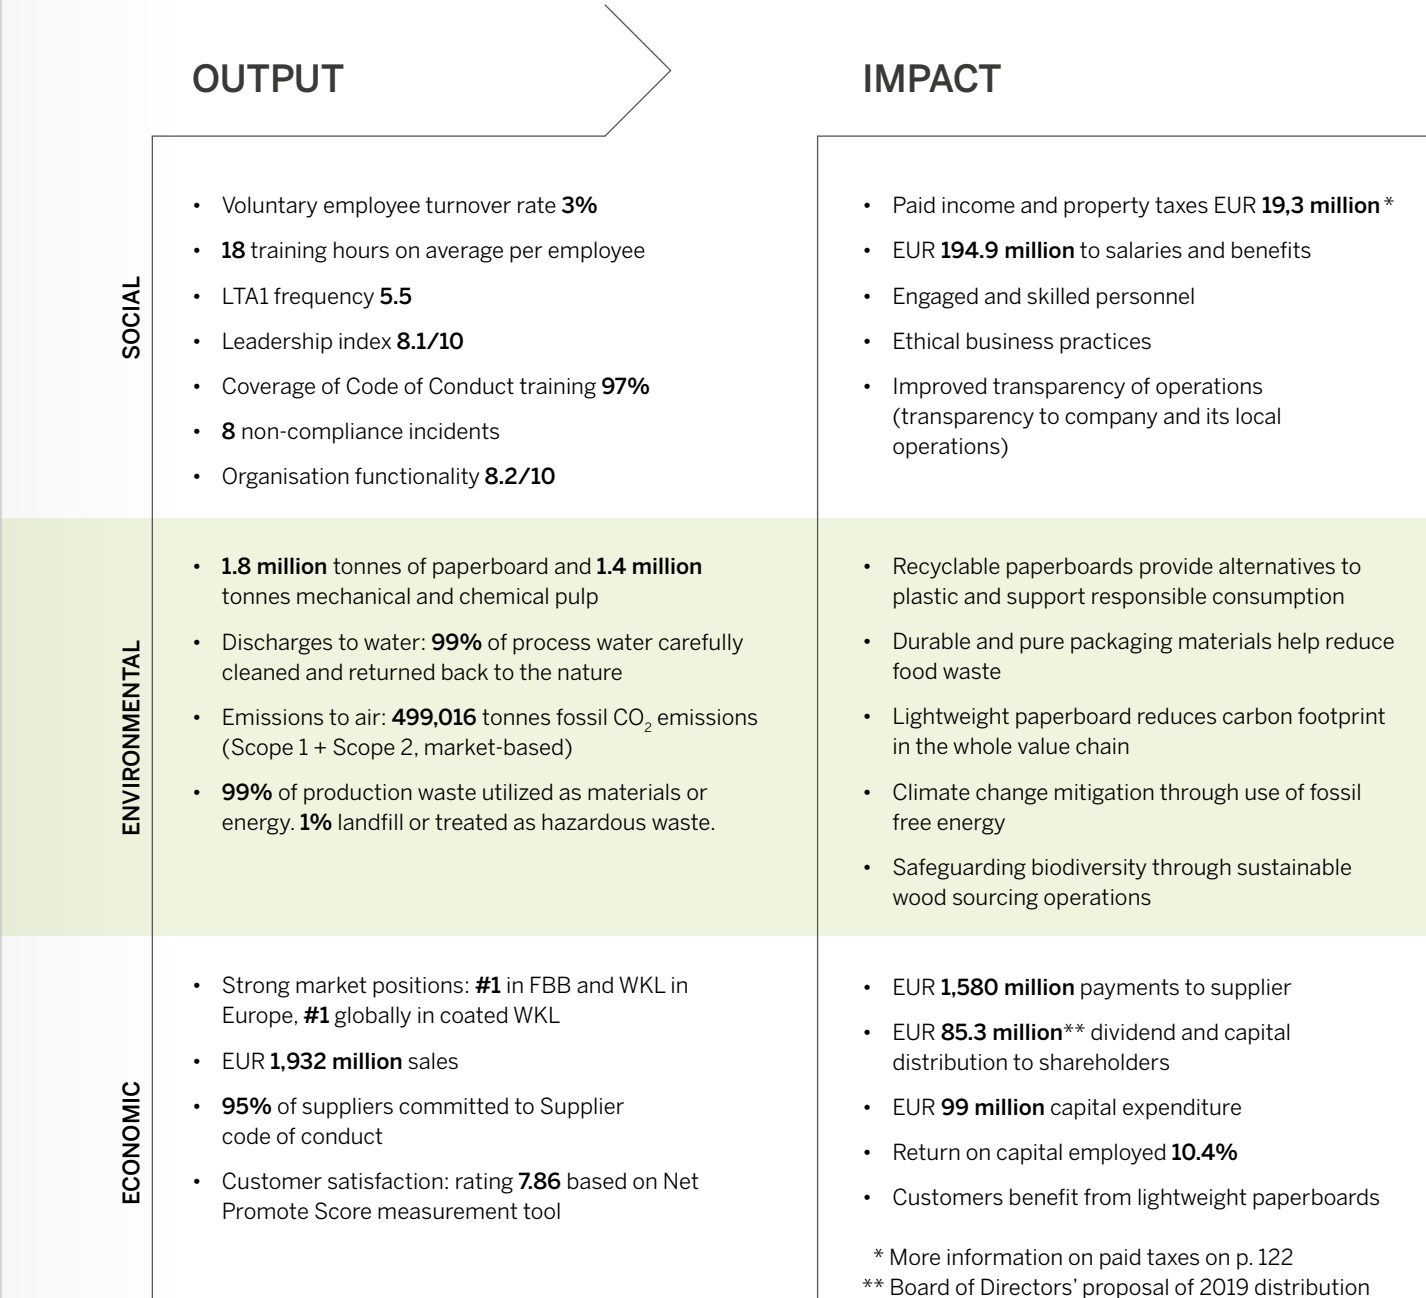 OUTPUT
IMPACT
SOCIAL
• Voluntary employee turnover rate 3%
• 18 training hours on average per employee
• LTA1 frequency 5.5
• Leadership index 8.1/10
• Coverage of Code of Conduct training 97%
• 8 non-compliance incidents
• Organisation functionality 8.2/10
• Paid income and property taxes EUR 19,3 million *
• EUR 194.9 million to salaries and benefits
• Engaged and skilled personnel
• Ethical business practices
• Improved transparency of operations
(transparency to company and its local
operations)
ENVIRONMENTAL
• 1.8 million tonnes of paperboard and 1.4 million
tonnes mechanical and chemical pulp
• Discharges to water: 99% of process water carefully
cleaned and returned back to the nature
• Emissions to air: 499,016 tonnes fossil CO₂ emissions
(Scope 1 + Scope 2, market-based)
• 99% of production waste utilized as materials or
energy. 1% landfill or treated as hazardous waste.
• Recyclable paperboards provide alternatives to
plastic and support responsible consumption
• Durable and pure packaging materials help reduce
food waste
• Lightweight paperboard reduces carbon footprint
in the whole value chain
• Climate change mitigation through use of fossil
free energy
• Safeguarding biodiversity through sustainable
wood sourcing operations
ECONOMIC
• Strong market positions: #1 in FBB and WKL in
Europe, #1 globally in coated WKL
• EUR 1,932 million sales
• 95% of suppliers committed to Supplier
code of conduct
• Customer satisfaction: rating 7.86 based on Net
Promote Score measurement tool
• EUR 1,580 million payments to supplier
• EUR 85.3 million** dividend and capital
distribution to shareholders
• EUR 99 million capital expenditure
• Return on capital employed 10.4%
• Customers benefit from lightweight paperboards
* More information on paid taxes on p. 122
** Board of Directors' proposal of 2019 distribution